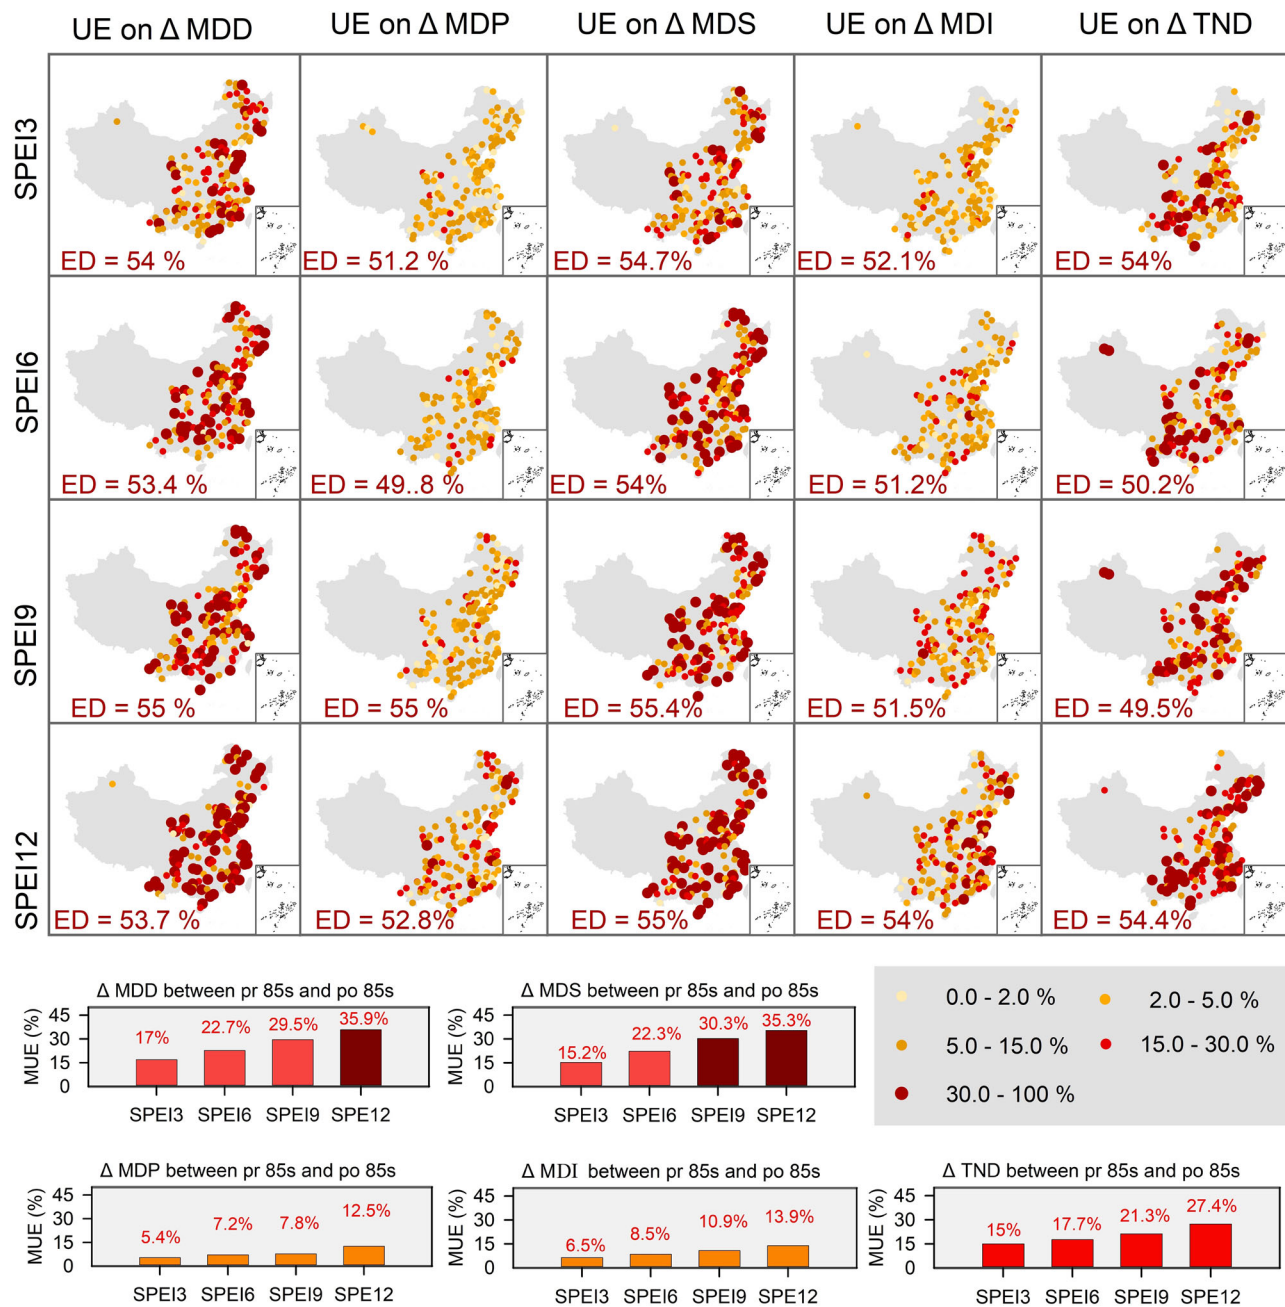 UE on Δ MDD UE on Δ MDP UE on Δ MDS UE on Δ MDI UE on Δ TND
SPEI3
ED = 54 % ED = 51.2 % ED = 54.7% ED = 52.1% ED = 54%
SPEI6
ED = 53.4 % ED = 49..8 % ED = 54% ED = 51.2% ED = 50.2%
SPEI9
ED = 55 % ED = 55 % ED = 55.4% ED = 51.5% ED = 49.5%
SPEI12
ED = 53.7 % ED = 52.8% ED = 55% ED = 54% ED = 54.4%
Δ MDD between pr 85s and po 85s
MUE (%)
45
30
15
0
17% 22.7% 29.5% 35.9%
SPEI3 SPEI6 SPEI9 SPE12
Δ MDS between pr 85s and po 85s
MUE (%)
45
30
15
0
15.2% 22.3% 30.3% 35.3%
SPEI3 SPEI6 SPEI9 SPE12
0.0 - 2.0 % 2.0 - 5.0 %
5.0 - 15.0 % 15.0 - 30.0 %
30.0 - 100 %
Δ MDP between pr 85s and po 85s
MUE (%)
45
30
15
0
5.4% 7.2% 7.8% 12.5%
SPEI3 SPEI6 SPEI9 SPE12
Δ MDI between pr 85s and po 85s
MUE (%)
45
30
15
0
6.5% 8.5% 10.9% 13.9%
SPEI3 SPEI6 SPEI9 SPE12
Δ TND between pr 85s and po 85s
MUE (%)
45
30
15
0
15% 17.7% 21.3% 27.4%
SPEI3 SPEI6 SPEI9 SPE12